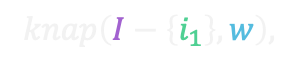 knap(I − {i₁}, w),